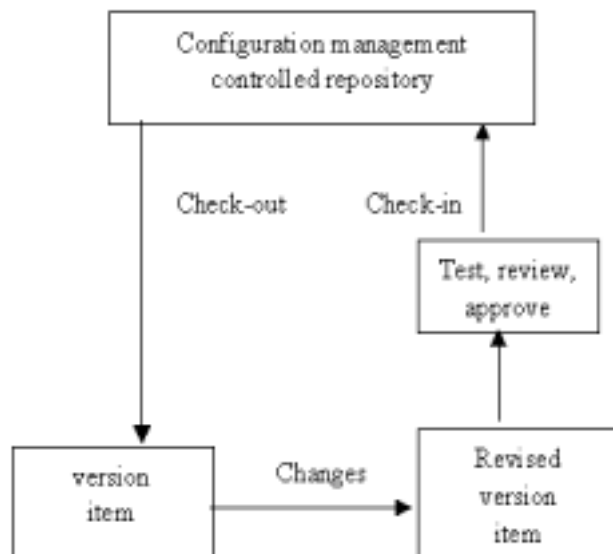 Configuration management
controlled repository
Check-out
Check-in
Test, review,
approve
version
item
Changes
Revised
version
item